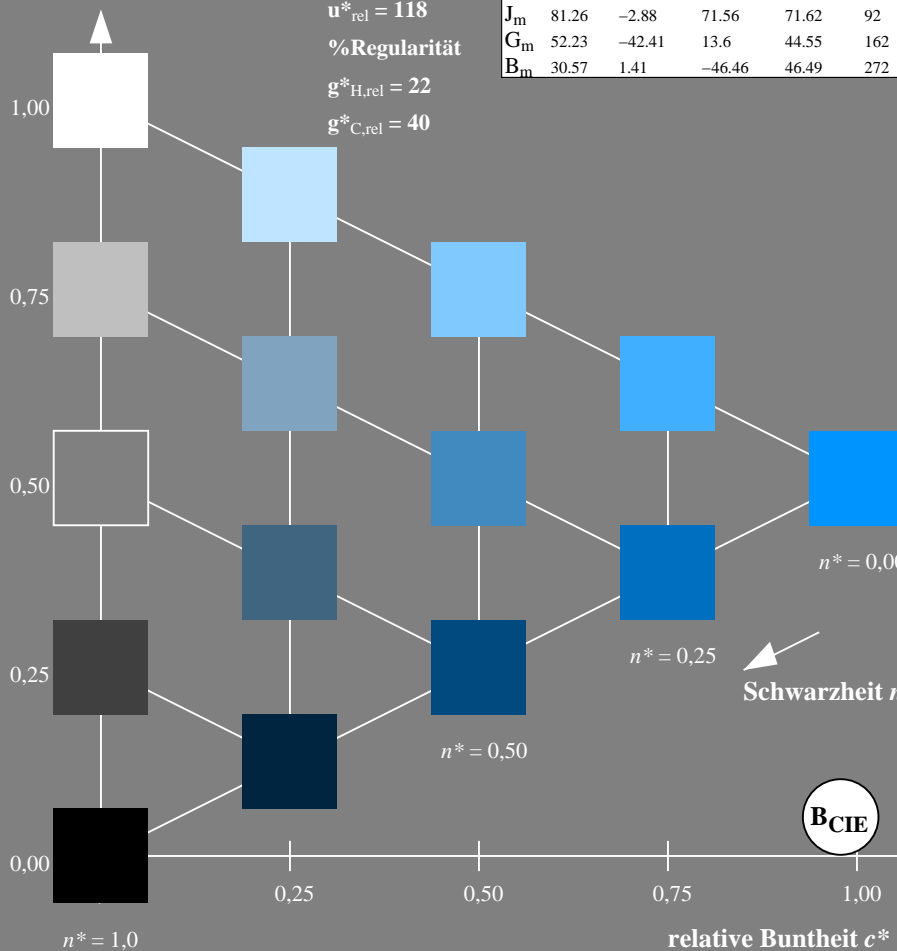 u*rel = 118
%Regularität
g*H,rel = 22
g*C,rel = 40
Jm 81.26 −2.88 71.56 71.62 92
Gm 52.23 −42.41 13.6 44.55 162
Bm 30.57 1.41 −46.46 46.49 272
1,00
0,75
0,50
n* = 0,00
0,25
n* = 0,25
Schwarzheit n
n* = 0,50
BCIE
0,00
0,25 0,50 0,75 1,00
n* = 1,0
relative Buntheit c*